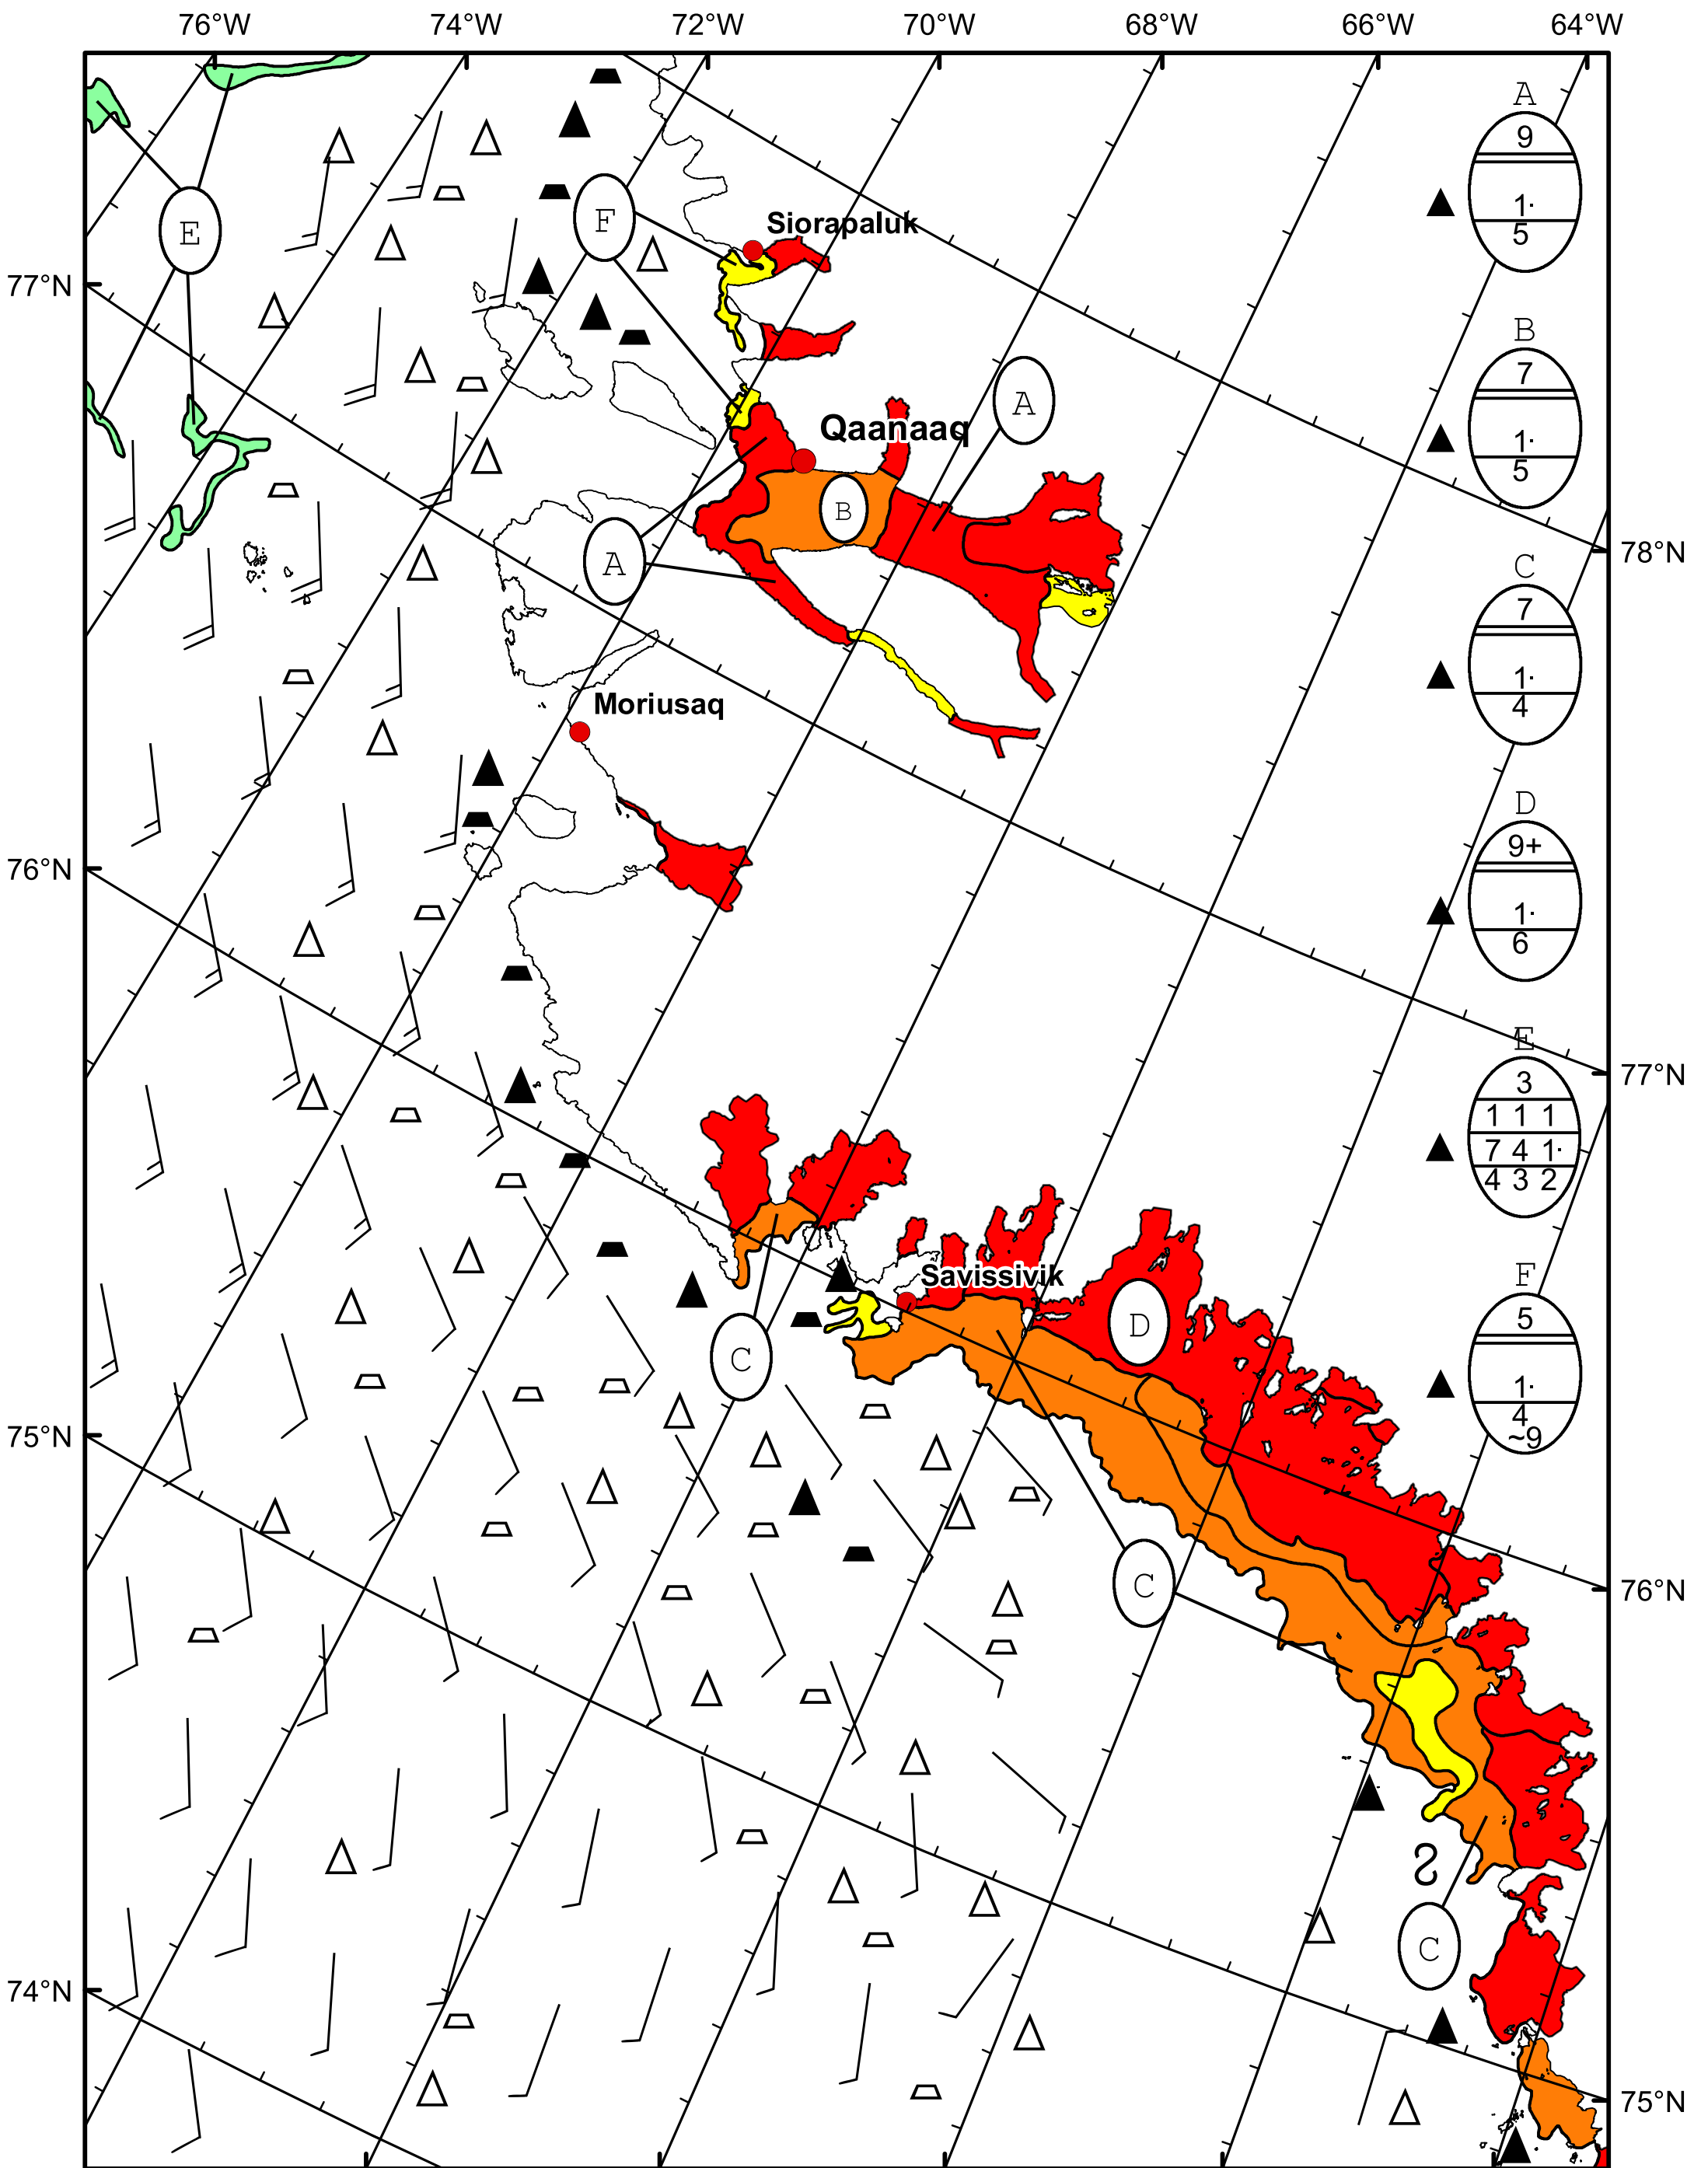 76°W 74°W 72°W 70°W 68°W 66°W 64°W
A
9
1·
5
E
F
Siorapaluk
77°N
B
7
1·
5
A
Qaanaaq
B
A
78°N
C
7
1·
4
Moriusaq
D
9+
1·
6
76°N
E
3
1 1 1
7 4 1·
4 3 2
77°N
Savissivik
D
F
5
1·
4
~9
C
75°N
C
76°N
C
74°N
75°N